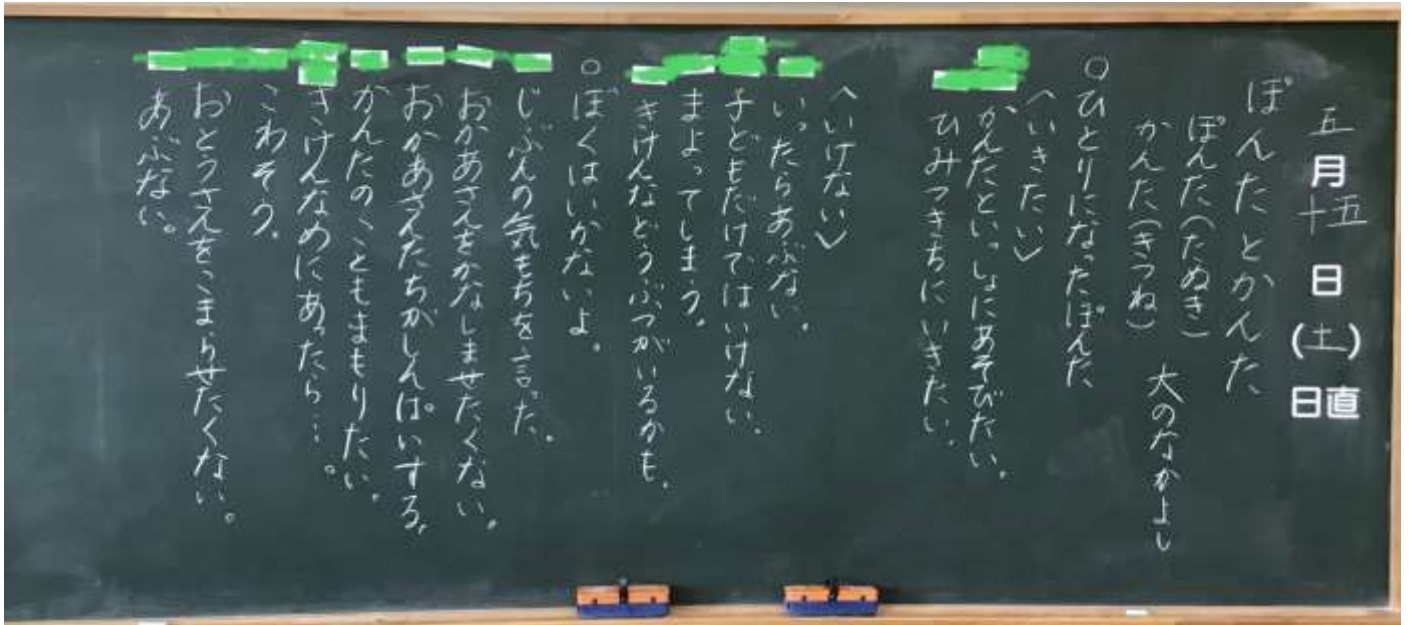 五月十五日(土)日直
ぽんたとかんた
ぽんた(たぬき)
かんた(きつね)
大のなかよし
○ひとりになったぽんた
〈いきたい〉
かんたといっしょにあそびたい。
ひみつきちにいきたい。
〈いけない〉
いったらあぶない。
子どもだけではいけない。
まよってしまう。
きけんなどうぶつがいるかも。
○ぼくはいかないよ。
じぶんの気もちを言った。
おかあさんをかなしませたくない。
おかあさんたちがしんぱいする。
かんたのこともまもりたい。
きけんなめにあったら…。
こわそう。
おとうさんをこまらせたくない。
あぶない。